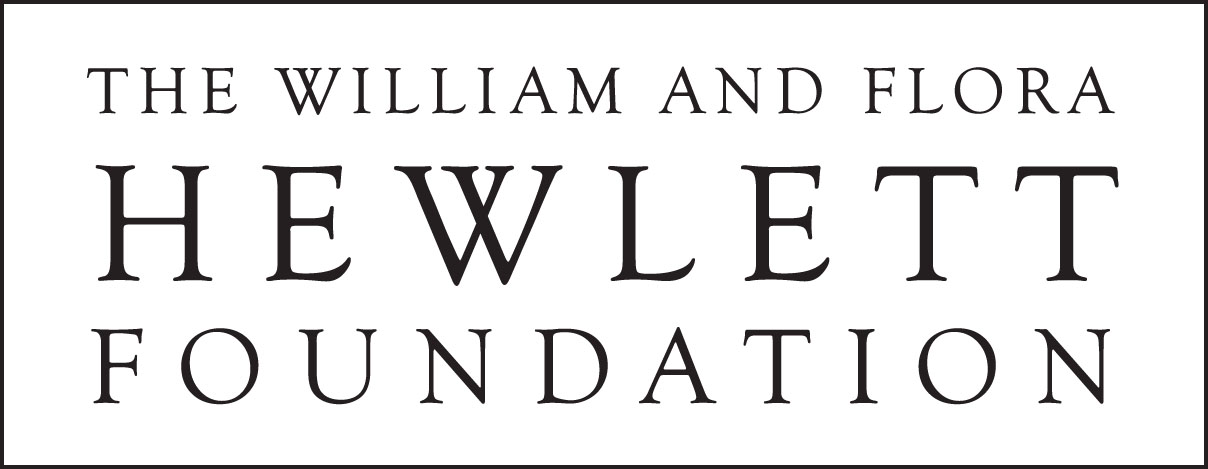 THE WILLIAM AND FLORA
HEWLETT
FOUNDATION